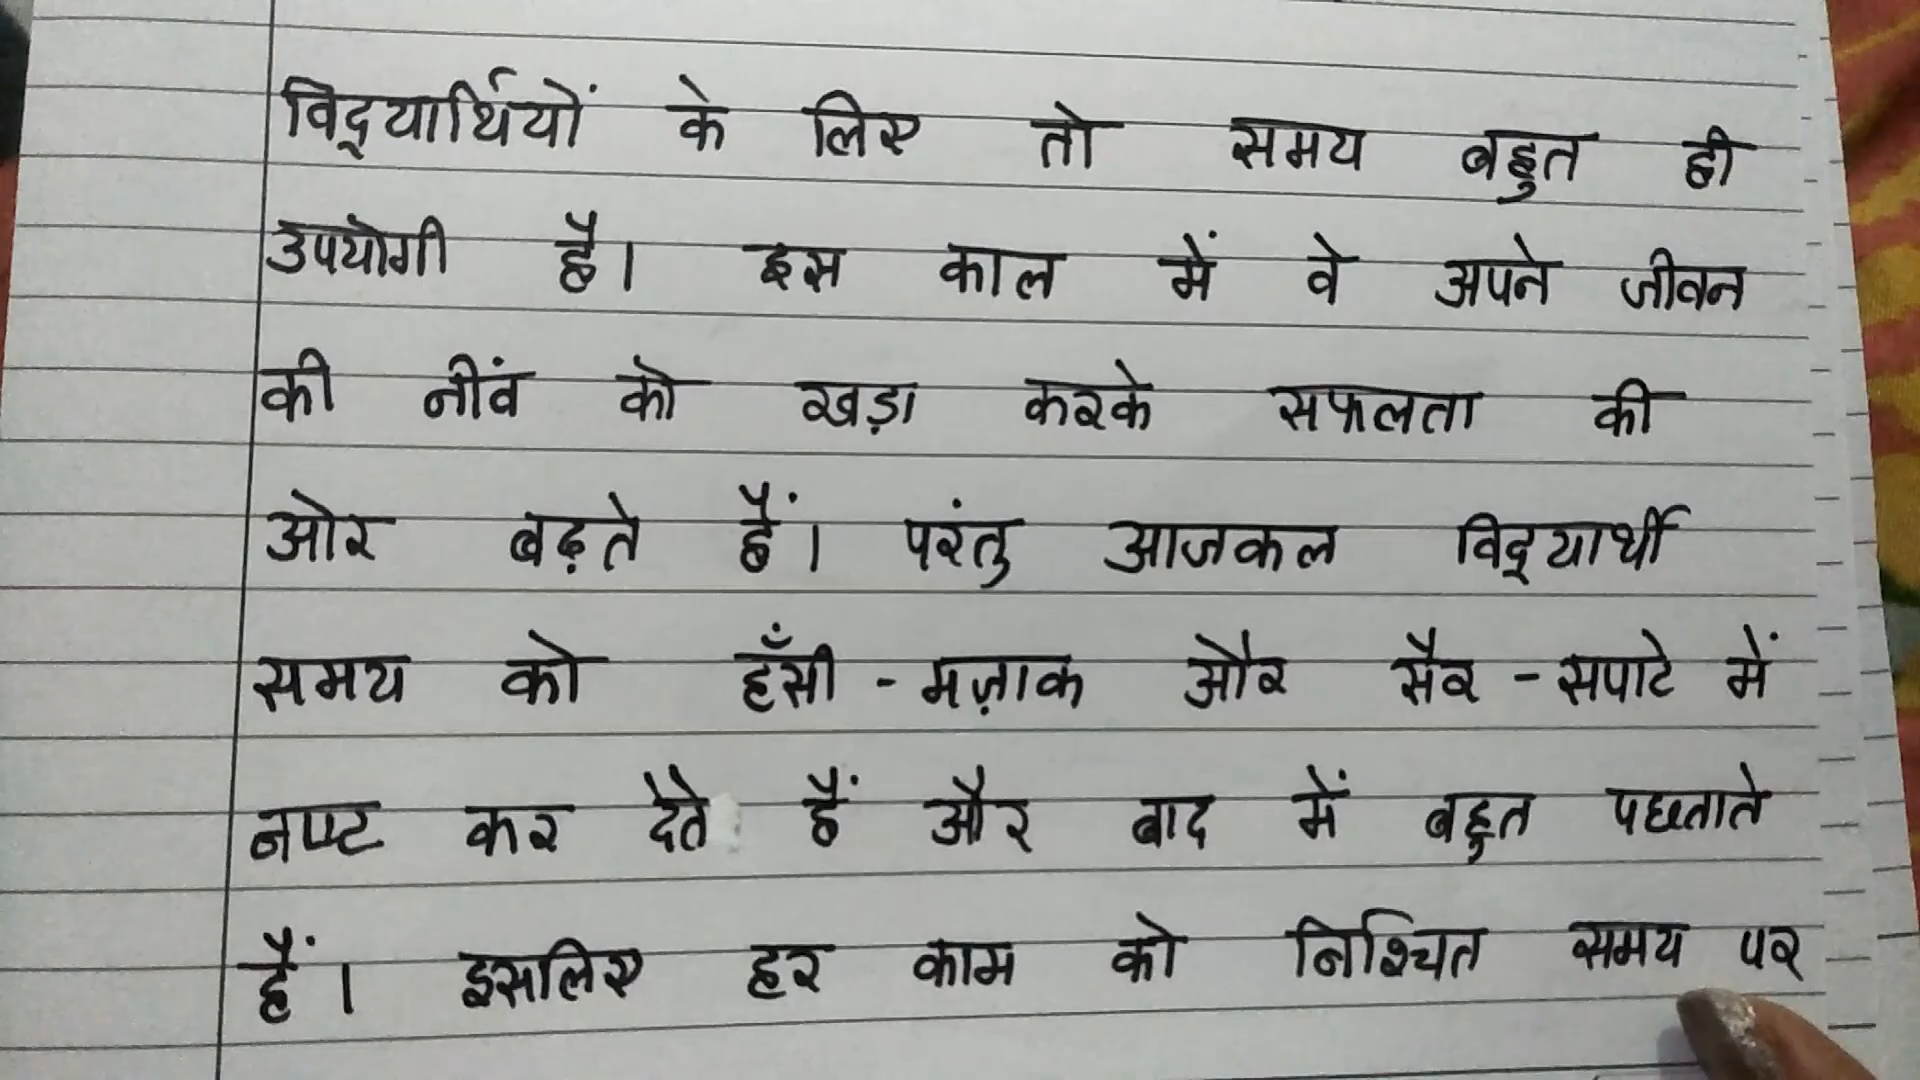 विद्यार्थियों के लिए तो समय बहुत ही
उपयोगी है। इस काल में वे अपने जीवन
की नींव को खड़ा करके सफलता की
ओर बढ़ते हैं। परंतु आजकल विद्यार्थी
समय को हँसी - मज़ाक और सैर - सपाटे में
नष्ट कर देते हैं और बाद में बहुत पछताते
हैं। इसलिए हर काम को निश्चित समय पर